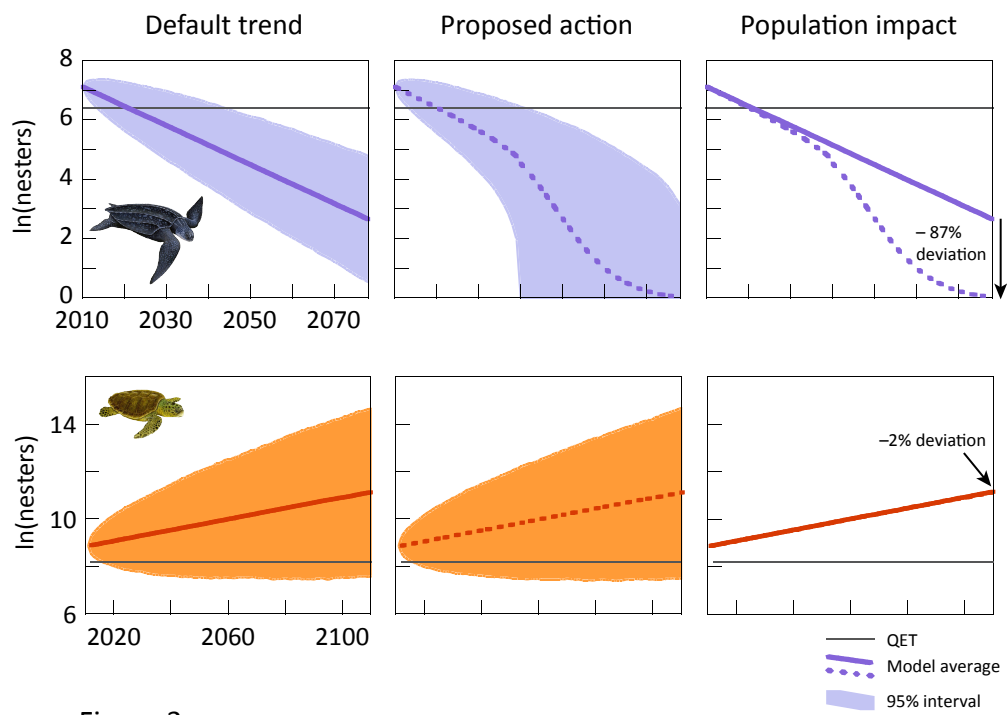 Default trend
Proposed action
Population impact
ln(nesters)
8
6
4
2
0
2010
2030
2050
2070
– 87%
deviation
ln(nesters)
14
10
6
2020
2060
2100
–2% deviation
QET
Model average
95% interval